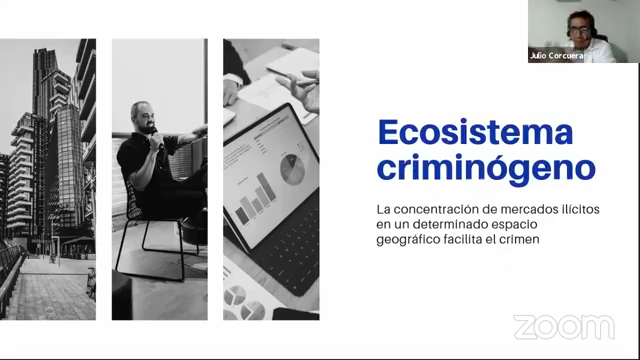 Julio Corcuera
Ecosistema
criminógeno
La concentración de mercados ilícitos
en un determinado espacio
geográfico facilita el crimen
zoom